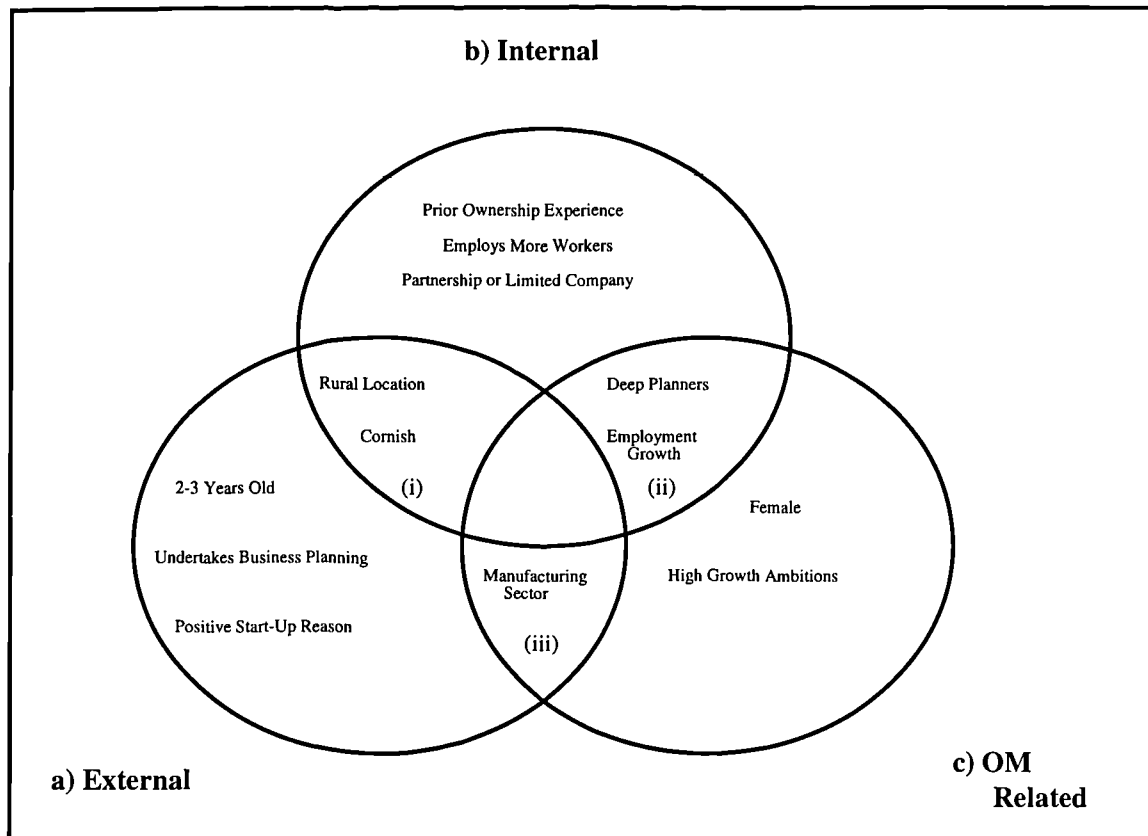 b) Internal
Prior Ownership Experience
Employs More Workers
Partnership or Limited Company
Rural Location
Cornish
(i)
Deep Planners
Employment
Growth
(ii)
2-3 Years Old
Undertakes Business Planning
Positive Start-Up Reason
Female
High Growth Ambitions
Manufacturing
Sector
(iii)
a) External
c) OM
Related